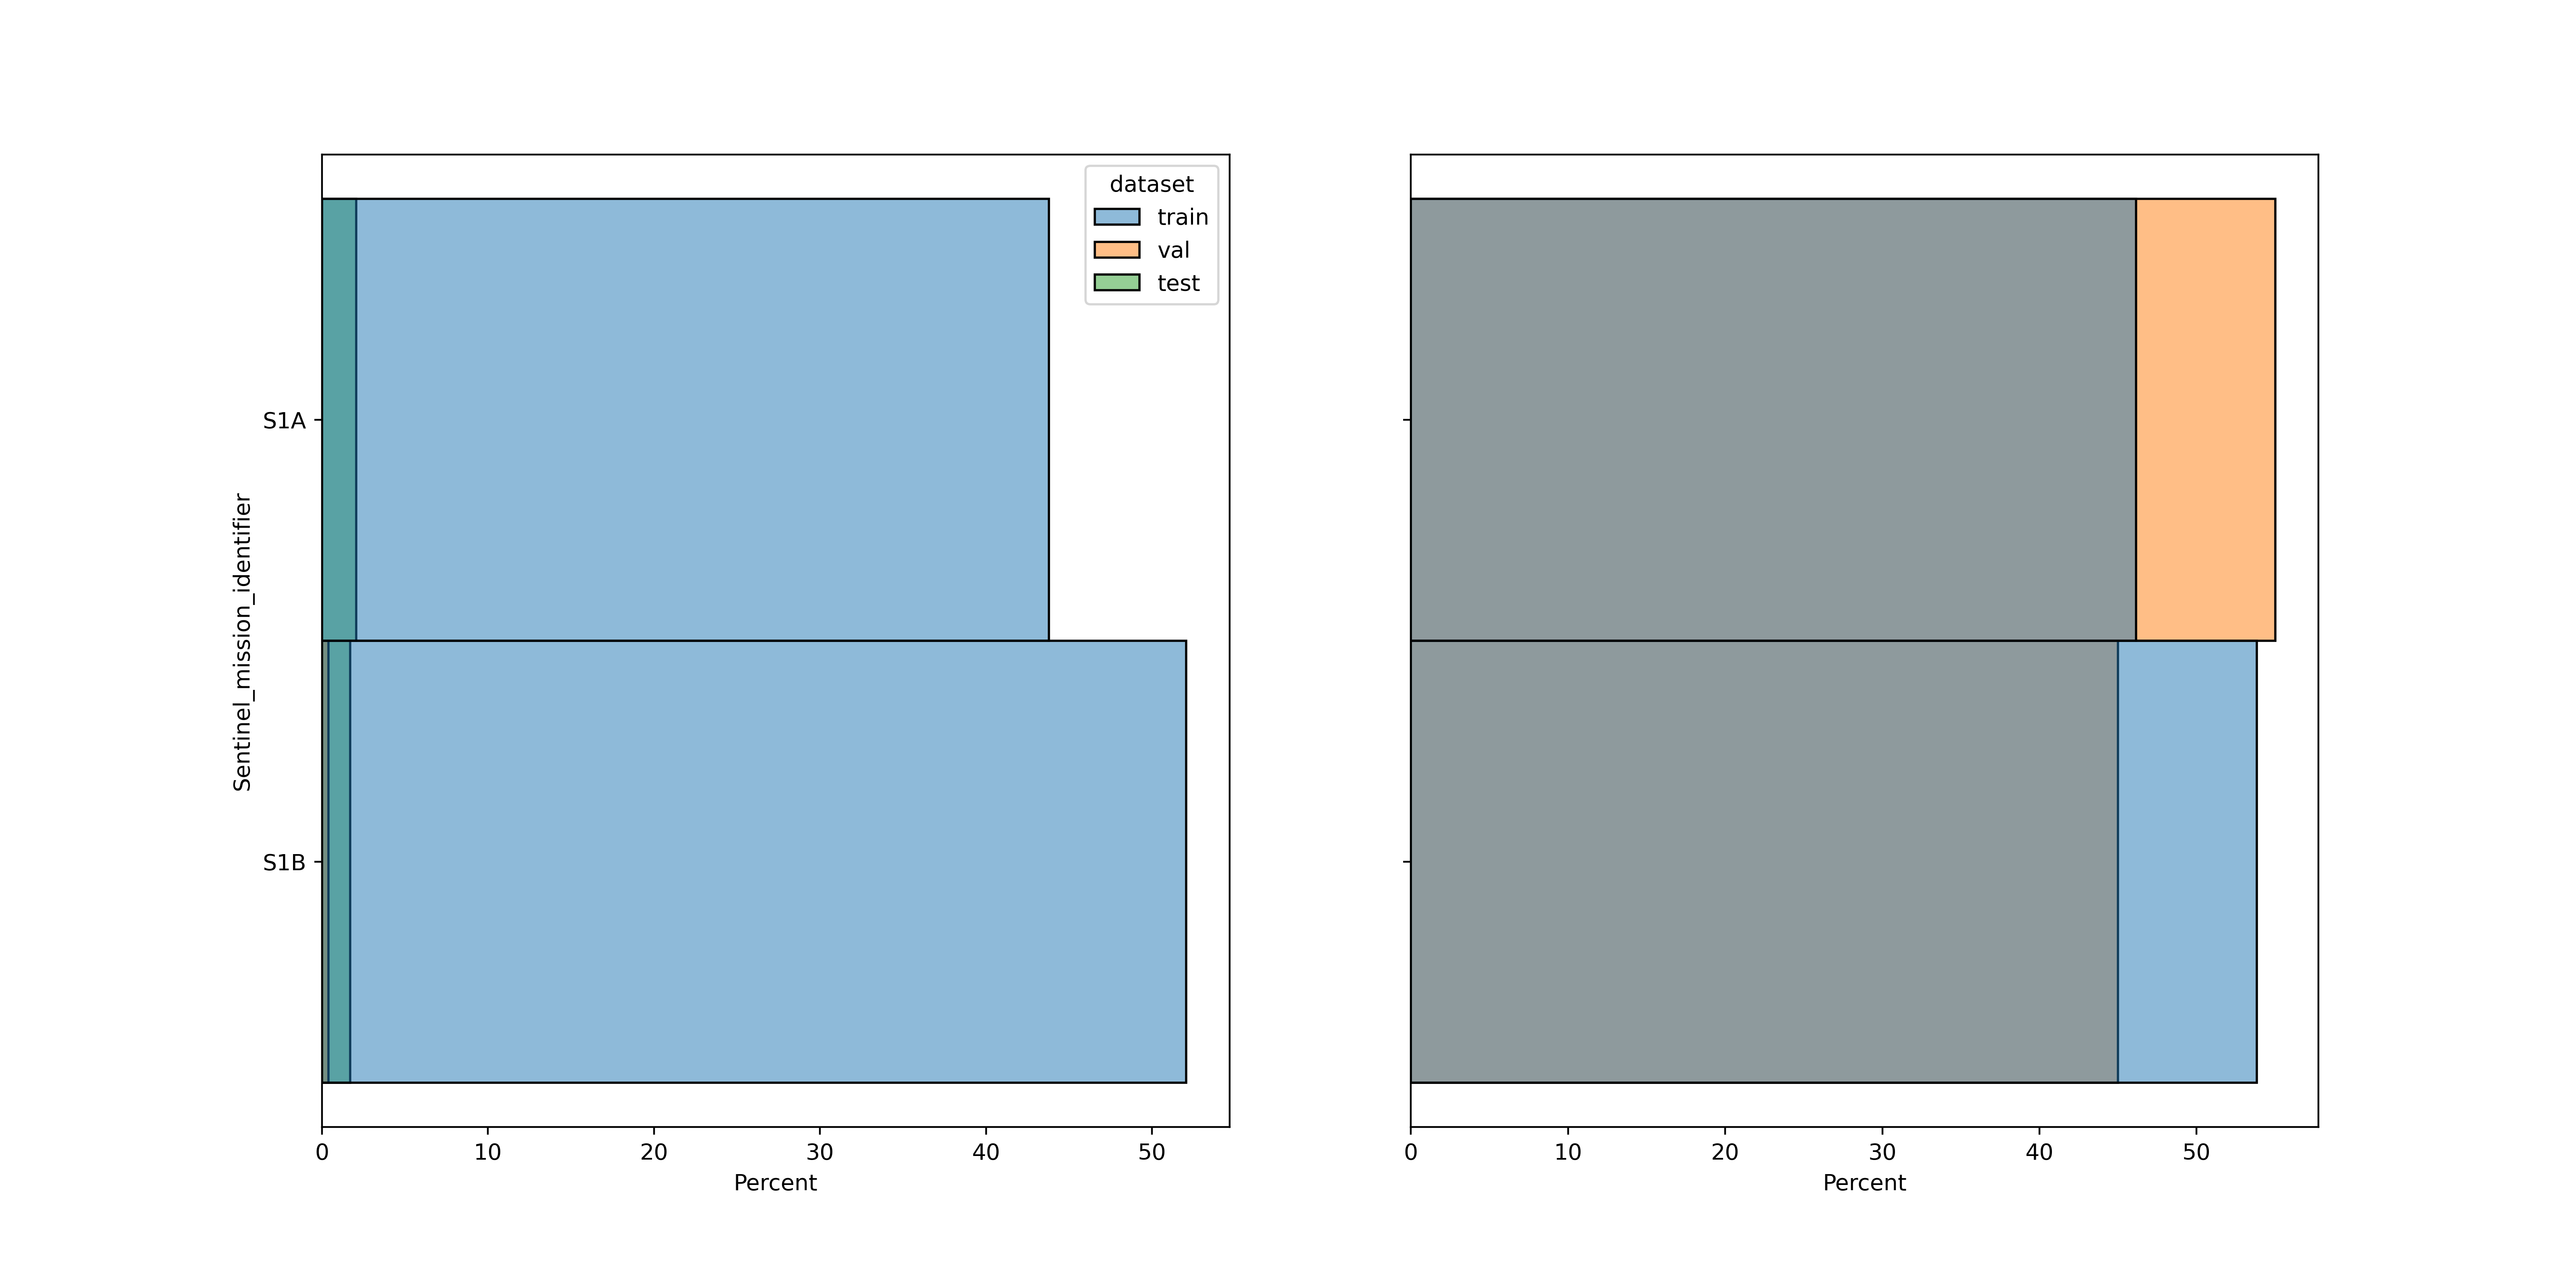 dataset
train
val
test
S1A
S1B
Sentinel_mission_identifier
0 10 20 30 40 50
Percent
0 10 20 30 40 50
Percent